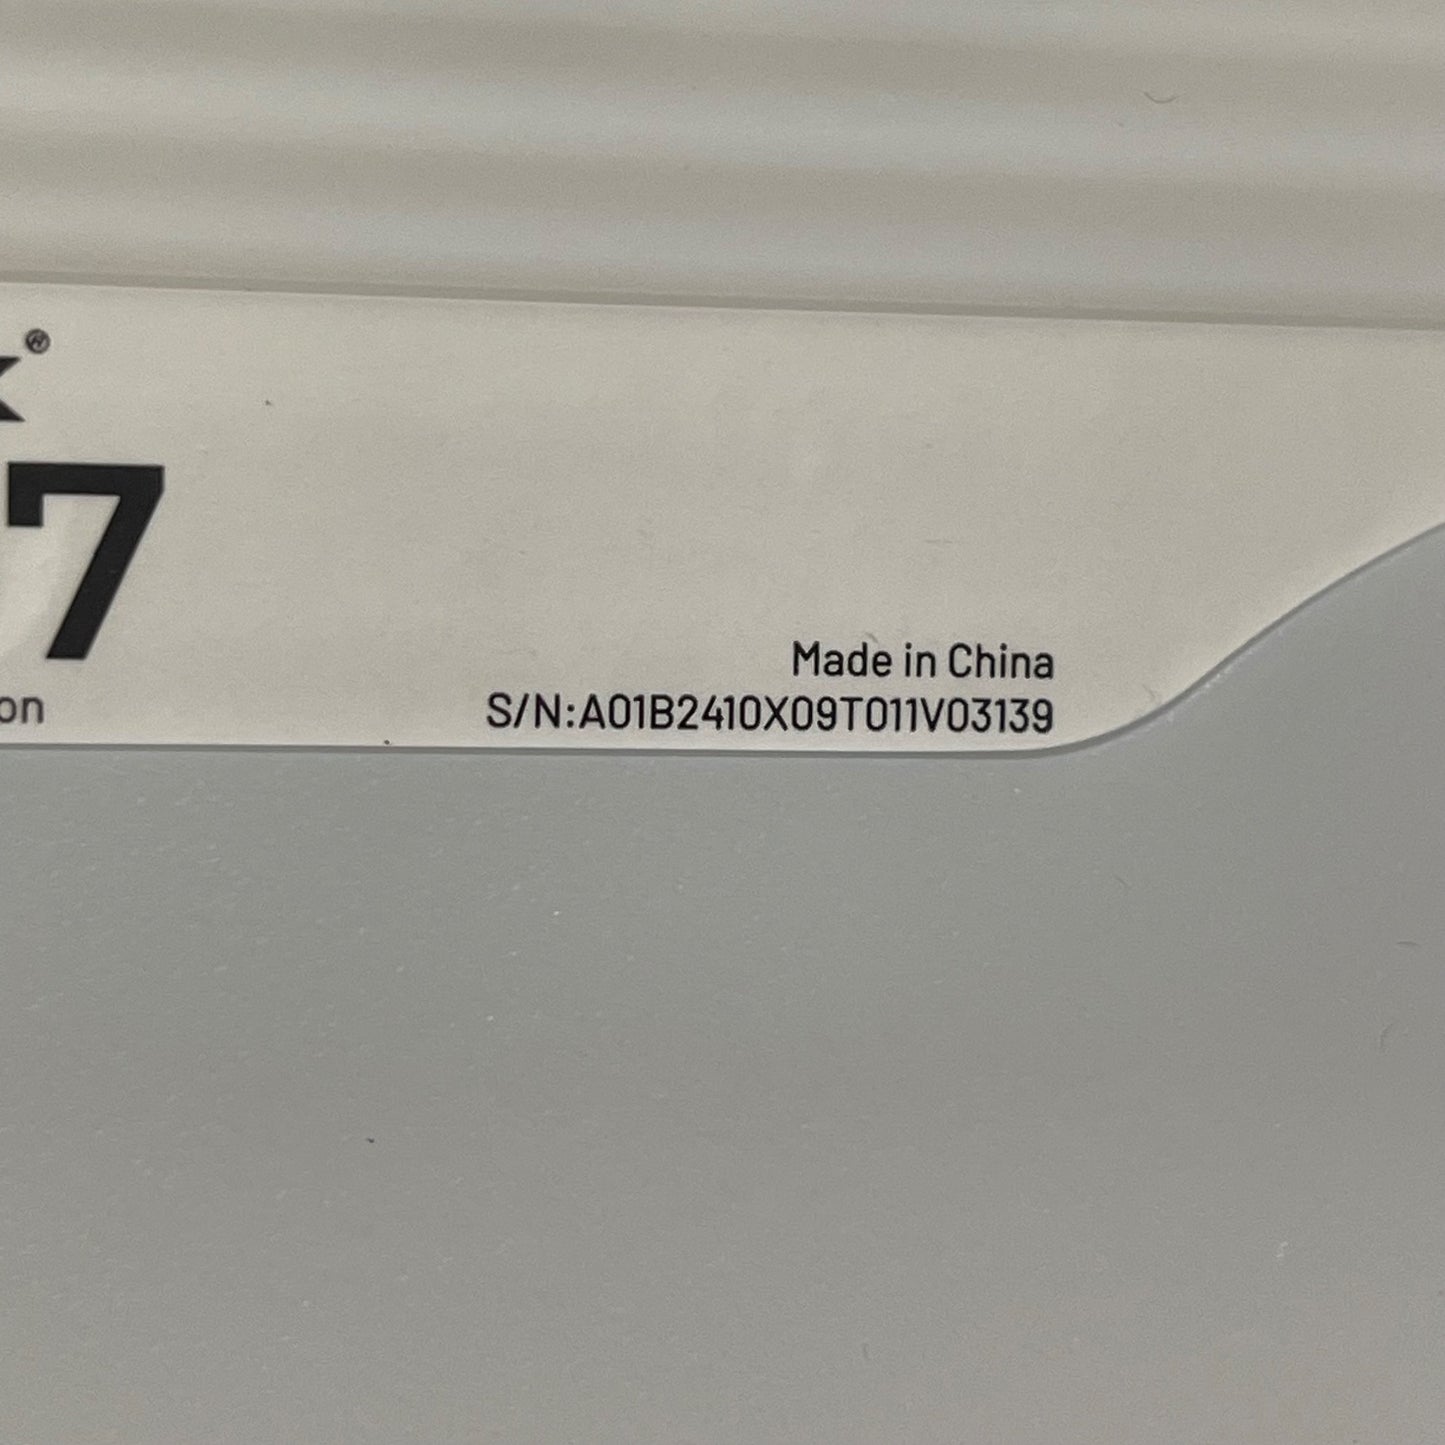 K®
7
on
Made in China
S/N:A01B2410X09T011V03139